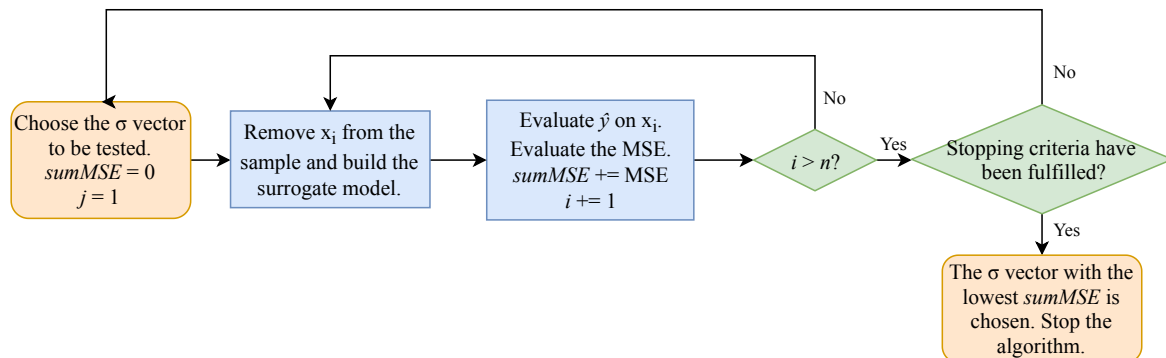 No
Choose the σ vector
to be tested.
sumMSE = 0
j = 1
Remove xᵢ from the
sample and build the
surrogate model.
Evaluate ŷ on xᵢ.
Evaluate the MSE.
sumMSE += MSE
i += 1
No
i > n?
Yes
Stopping criteria have
been fulfilled?
Yes
The σ vector with the
lowest sumMSE is
chosen. Stop the
algorithm.